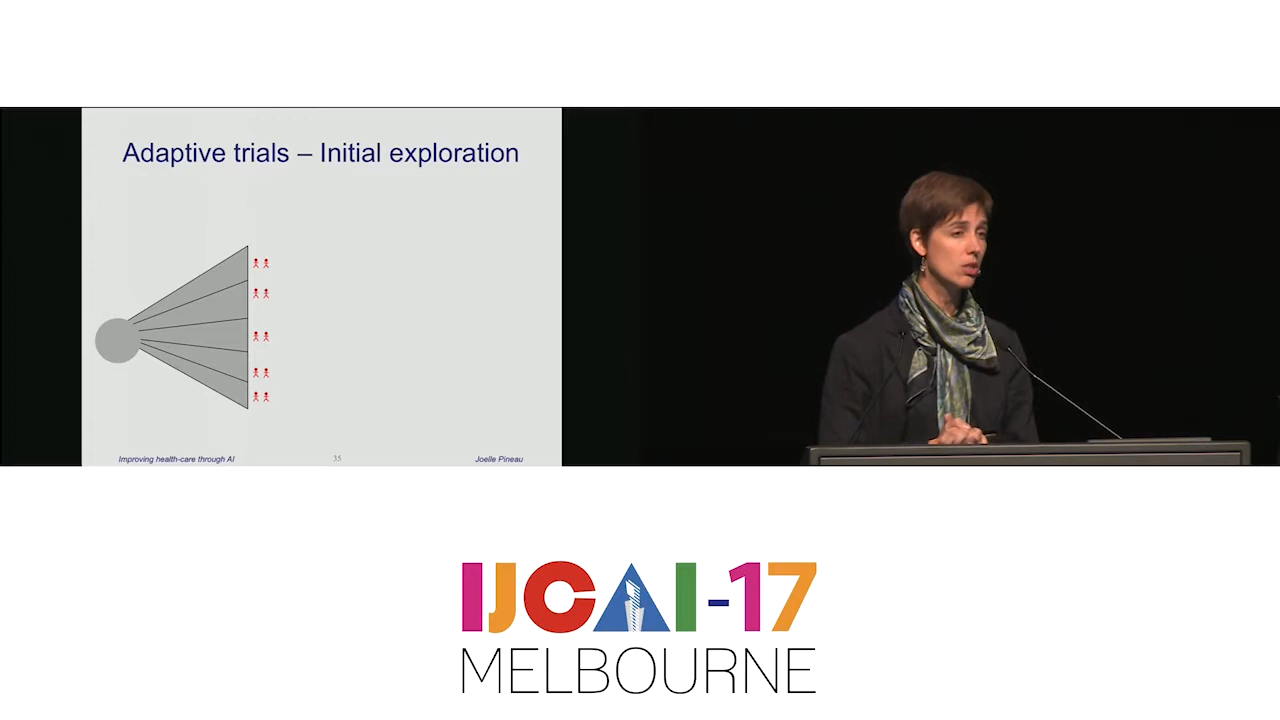 Adaptive trials – Initial exploration
Improving health-care through AI
35
Joelle Pineau
IJCAI-17
MELBOURNE